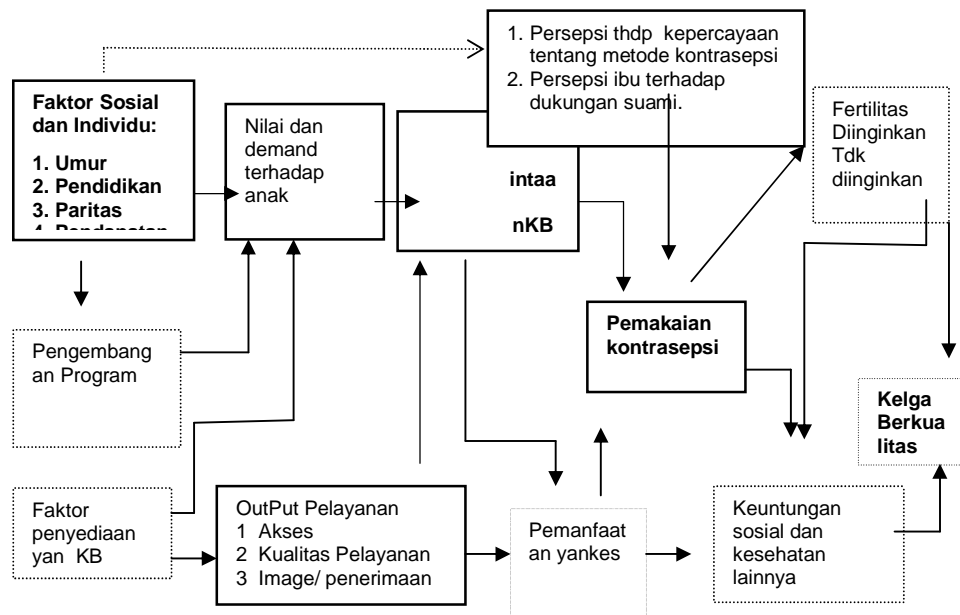 1. Persepsi thdp kepercayaan
tentang metode kontrasepsi
2. Persepsi ibu terhadap
dukungan suami.
Faktor Sosial
dan Individu:
1. Umur
2. Pendidikan
3. Paritas
Nilai dan
demand
terhadap
anak
intaa
nKB
Fertilitas
Diinginkan
Tdk
diinginkan
Pengembang
an Program
Pemakaian
kontrasepsi
Kelga
Berkua
litas
Faktor
penyediaan
yan KB
OutPut Pelayanan
1 Akses
2 Kualitas Pelayanan
3 Image/ penerimaan
Pemanfaat
an yankes
Keuntungan
sosial dan
kesehatan
lainnya